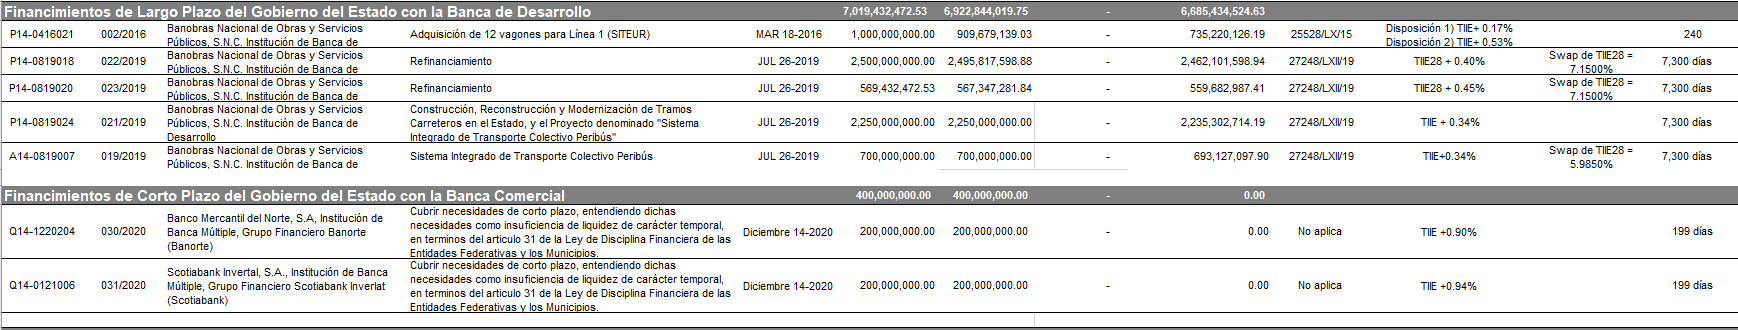 Financimientos de Largo Plazo del Gobierno del Estado con la Banca de Desarrollo 7,019,432,472.53 6,922,844,019.75 - 6,685,434,524.63
P14-0416021 002/2016 Banobras Nacional de Obras y Servicios Públicos, S.N.C. Institución de Banca de Adquisición de 12 vagones para Línea 1 (SITEUR) MAR 18-2016 1,000,000,000.00 909,679,139.03 - 735,220,126.19 25528/LX/15 Disposición 1) TIIE+ 0.17% Disposición 2) TIIE+ 0.53% 240
P14-0819018 022/2019 Banobras Nacional de Obras y Servicios Públicos, S.N.C. Institución de Banca de Refinanciamiento JUL 26-2019 2,500,000,000.00 2,495,817,598.88 - 2,462,101,598.94 27248/LXII/19 TIIE28 + 0.40% Swap de TIIE28 = 7.1500% 7,300 días
P14-0819020 023/2019 Banobras Nacional de Obras y Servicios Públicos, S.N.C. Institución de Banca de Refinanciamiento JUL 26-2019 569,432,472.53 567,347,281.84 - 559,682,987.41 27248/LXII/19 TIIE28 + 0.45% Swap de TIIE28 = 7.1500% 7,300 días
P14-0819024 021/2019 Banobras Nacional de Obras y Servicios Públicos, S.N.C. Institución de Banca de Desarrollo Construcción, Reconstrucción y Modernización de Tramos Carreteros en el Estado, y el Proyecto denominado "Sistema Integrado de Transporte Colectivo Peribús" JUL 26-2019 2,250,000,000.00 2,250,000,000.00 - 2,235,302,714.19 27248/LXII/19 TIIE + 0.34% 7,300 días
A14-0819007 019/2019 Banobras Nacional de Obras y Servicios Públicos, S.N.C. Institución de Banca de Sistema Integrado de Transporte Colectivo Peribús JUL 26-2019 700,000,000.00 700,000,000.00 - 693,127,097.90 27248/LXII/19 TIIE+0.34% Swap de TIIE28 = 5.9850% 7,300 días
Financimientos de Corto Plazo del Gobierno del Estado con la Banca Comercial 400,000,000.00 400,000,000.00 - 0.00
Q14-1220204 030/2020 Banco Mercantil del Norte, S.A, Institución de Banca Múltiple, Grupo Financiero Banorte (Banorte) Cubrir necesidades de corto plazo, entendiendo dichas necesidades como insuficiencia de liquidez de carácter temporal, en terminos del articulo 31 de la Ley de Disciplina Financiera de las Entidades Federativas y los Municipios. Diciembre 14-2020 200,000,000.00 200,000,000.00 - 0.00 No aplica TIIE +0.90% 199 días
Q14-0121006 031/2020 Scotiabank Invertal, S.A., Institución de Banca Múltiple, Grupo Financiero Scotiabank Inverlat (Scotiabank) Cubrir necesidades de corto plazo, entendiendo dichas necesidades como insuficiencia de liquidez de carácter temporal, en terminos del articulo 31 de la Ley de Disciplina Financiera de las Entidades Federativas y los Municipios. Diciembre 14-2020 200,000,000.00 200,000,000.00 - 0.00 No aplica TIIE +0.94% 199 días